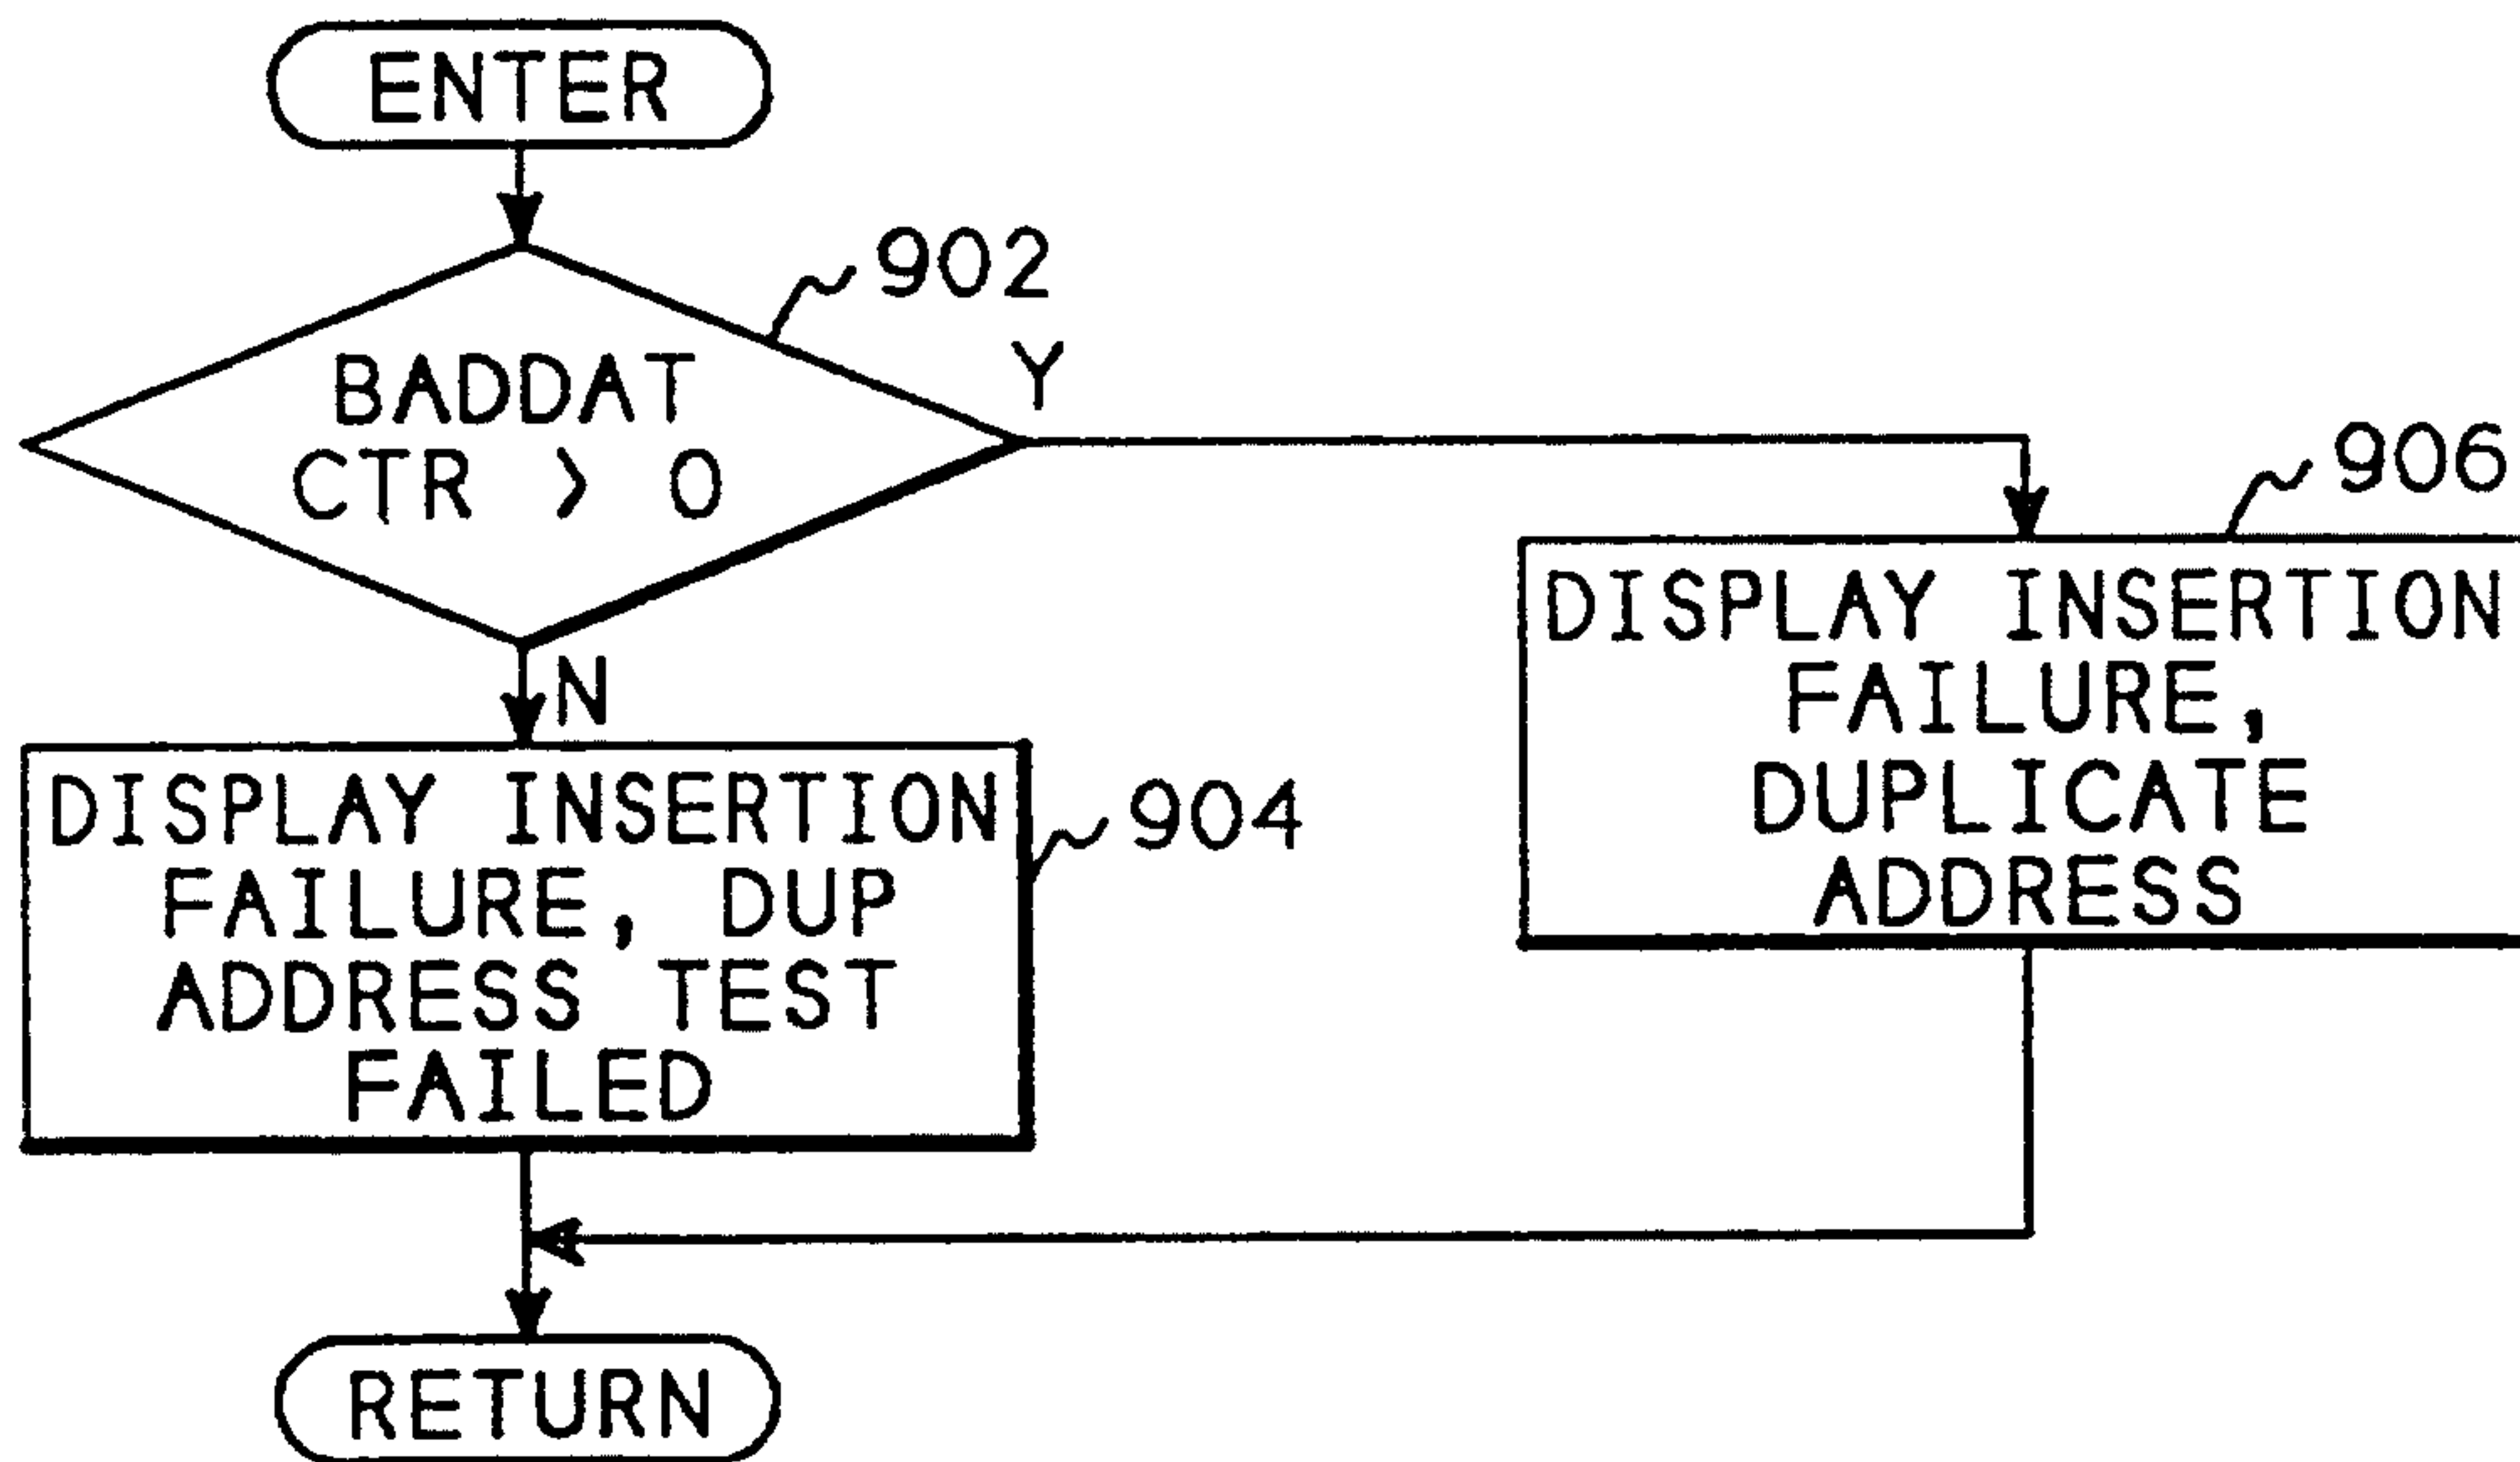 ENTER
902
BADDAT
CTR > 0
Y
N
906
DISPLAY INSERTION
FAILURE,
DUPLICATE
ADDRESS
DISPLAY INSERTION
FAILURE, DUP
ADDRESS TEST
FAILED
904
RETURN